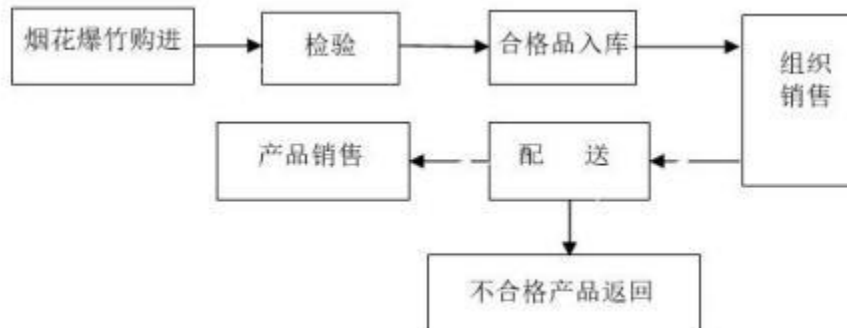 烟花爆竹购进
检验
合格品入库
组织
销售
产品销售
配 送
不合格产品返回